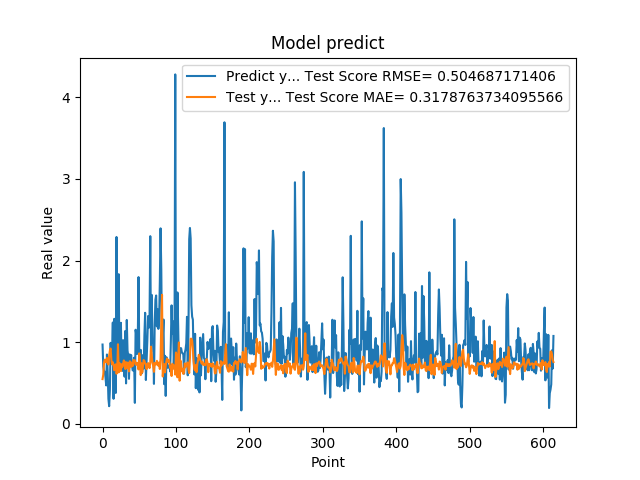 Model predict
Predict y... Test Score RMSE= 0.504687171406
Test y... Test Score MAE= 0.3178763734095566
Real value
4
3
2
1
0
0 100 200 300 400 500 600
Point